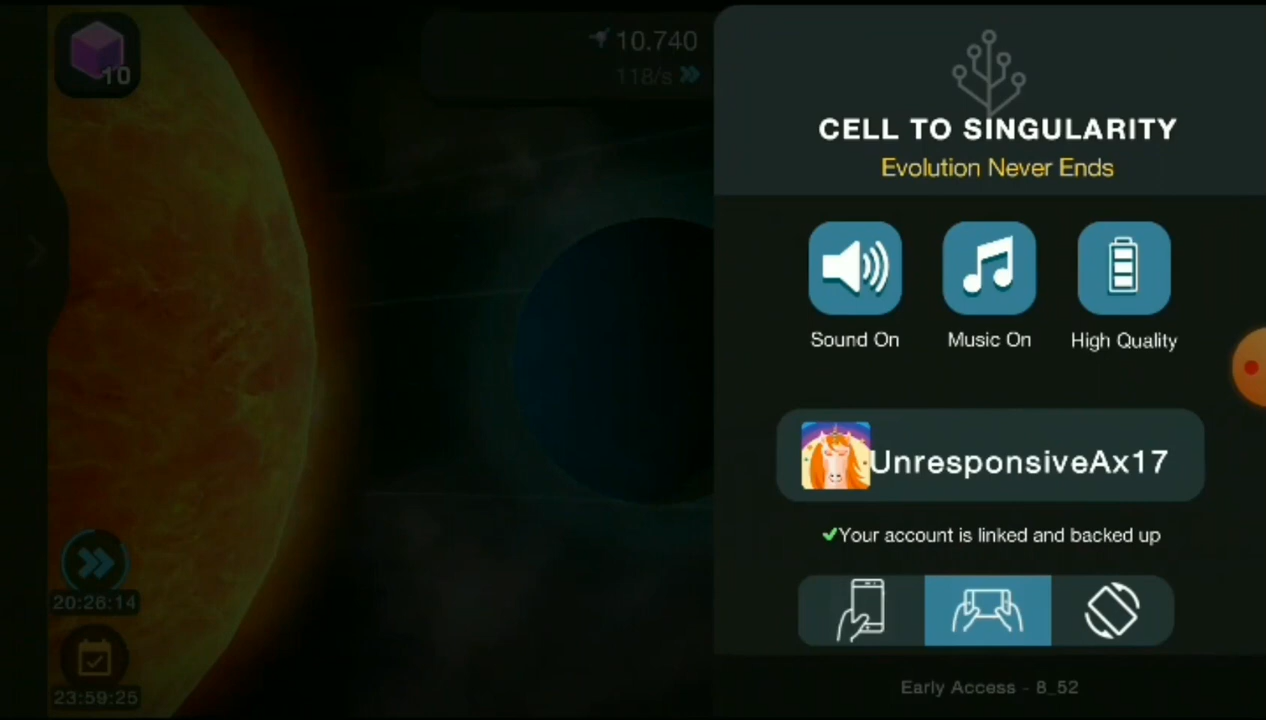 10
10.740
118/s
CELL TO SINGULARITY
Evolution Never Ends
Sound On
Music On
High Quality
UnresponsiveAx17
Your account is linked and backed up
20:26:14
23:59:25
Early Access - 8_52